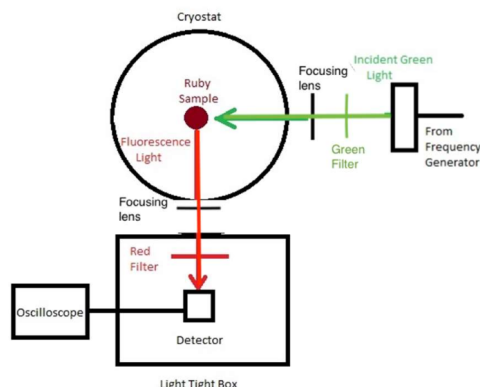 Cryostat
Incident Green
Light
Focusing
lens
Ruby
Sample
Fluorescence
Light
Green
Filter
From
Frequency
Generator
Focusing
lens
Red
Filter
Oscilloscope
Detector
Light Tight Box